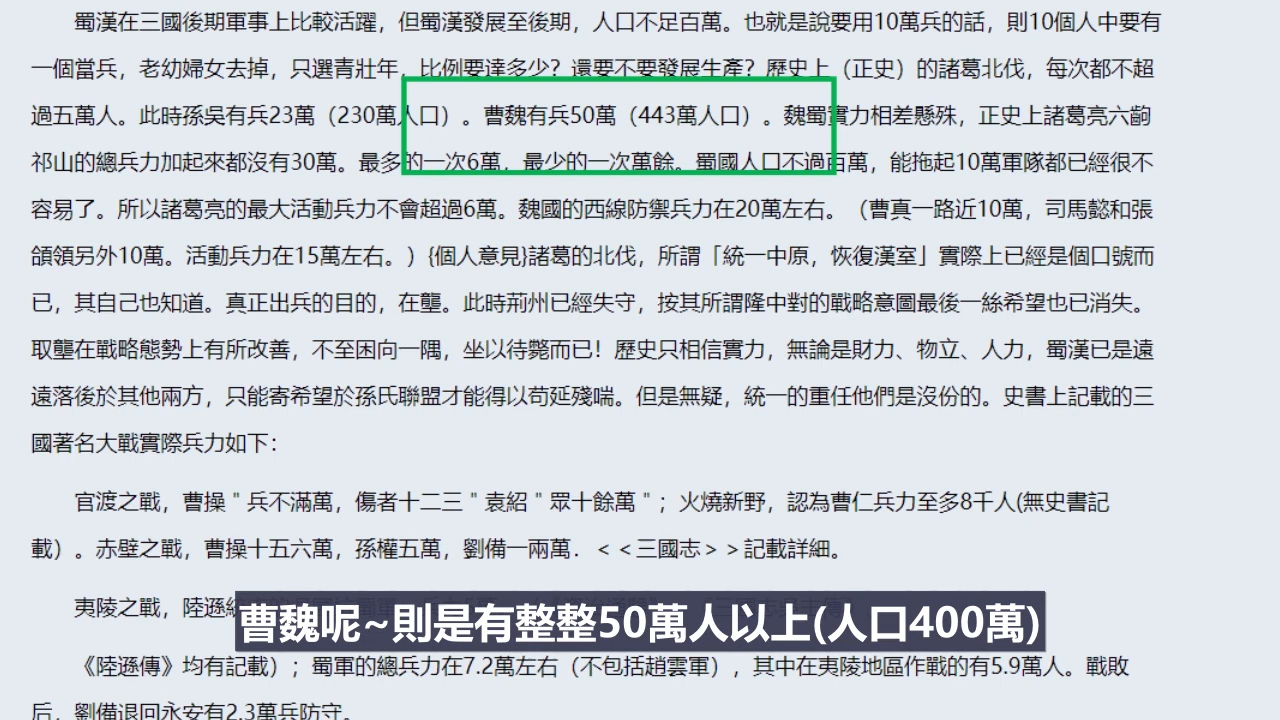 蜀漢在三國後期軍事上比較活躍，但蜀漢發展至後期，人口不足百萬。也就是說要用10萬兵的話，則10個人中要有
一個當兵，老幼婦女去掉，只選青壯年，比例要達多少？還要不要發展生產？歷史上（正史）的諸葛北伐，每次都不超
過五萬人。此時孫吳有兵23萬（230萬人口）。曹魏有兵50萬（443萬人口）。魏蜀實力相差懸殊，正史上諸葛亮六齣
祁山的總兵力加起來都沒有30萬。最多的一次6萬，最少的一次萬餘。蜀國人口不過百萬，能拖起10萬軍隊都已經很不
容易了。所以諸葛亮的最大活動兵力不會超過6萬。魏國的西線防禦兵力在20萬左右。（曹真一路近10萬，司馬懿和張
頜領另外10萬。活動兵力在15萬左右。）{個人意見}諸葛的北伐，所謂「統一中原，恢復漢室」實際上已經是個口號而
已，其自己也知道。真正出兵的目的，在壟。此時荊州已經失守，按其所謂隆中對的戰略意圖最後一絲希望也已消失。
取壟在戰略態勢上有所改善，不至困向一隅，坐以待斃而已！歷史只相信實力，無論是財力、物立、人力，蜀漢已是遠
遠落後於其他兩方，只能寄希望於孫氏聯盟才能得以苟延殘喘。但是無疑，統一的重任他們是沒份的。史書上記載的三
國著名大戰實際兵力如下：
官渡之戰，曹操＂兵不滿萬，傷者十二三＂袁紹＂眾十餘萬＂；火燒新野，認為曹仁兵力至多8千人(無史書記
載）。赤壁之戰，曹操十五六萬，孫權五萬，劉備一兩萬．＜＜三國志＞＞記載詳細。
夷陵之戰，陸遜
曹魏呢~則是有整整50萬人以上(人口400萬)
《陸遜傳》均有記載）；蜀軍的總兵力在7.2萬左右（不包括趙雲軍），其中在夷陵地區作戰的有5.9萬人。戰敗
后，劉備退回永安有2.3萬兵防守。